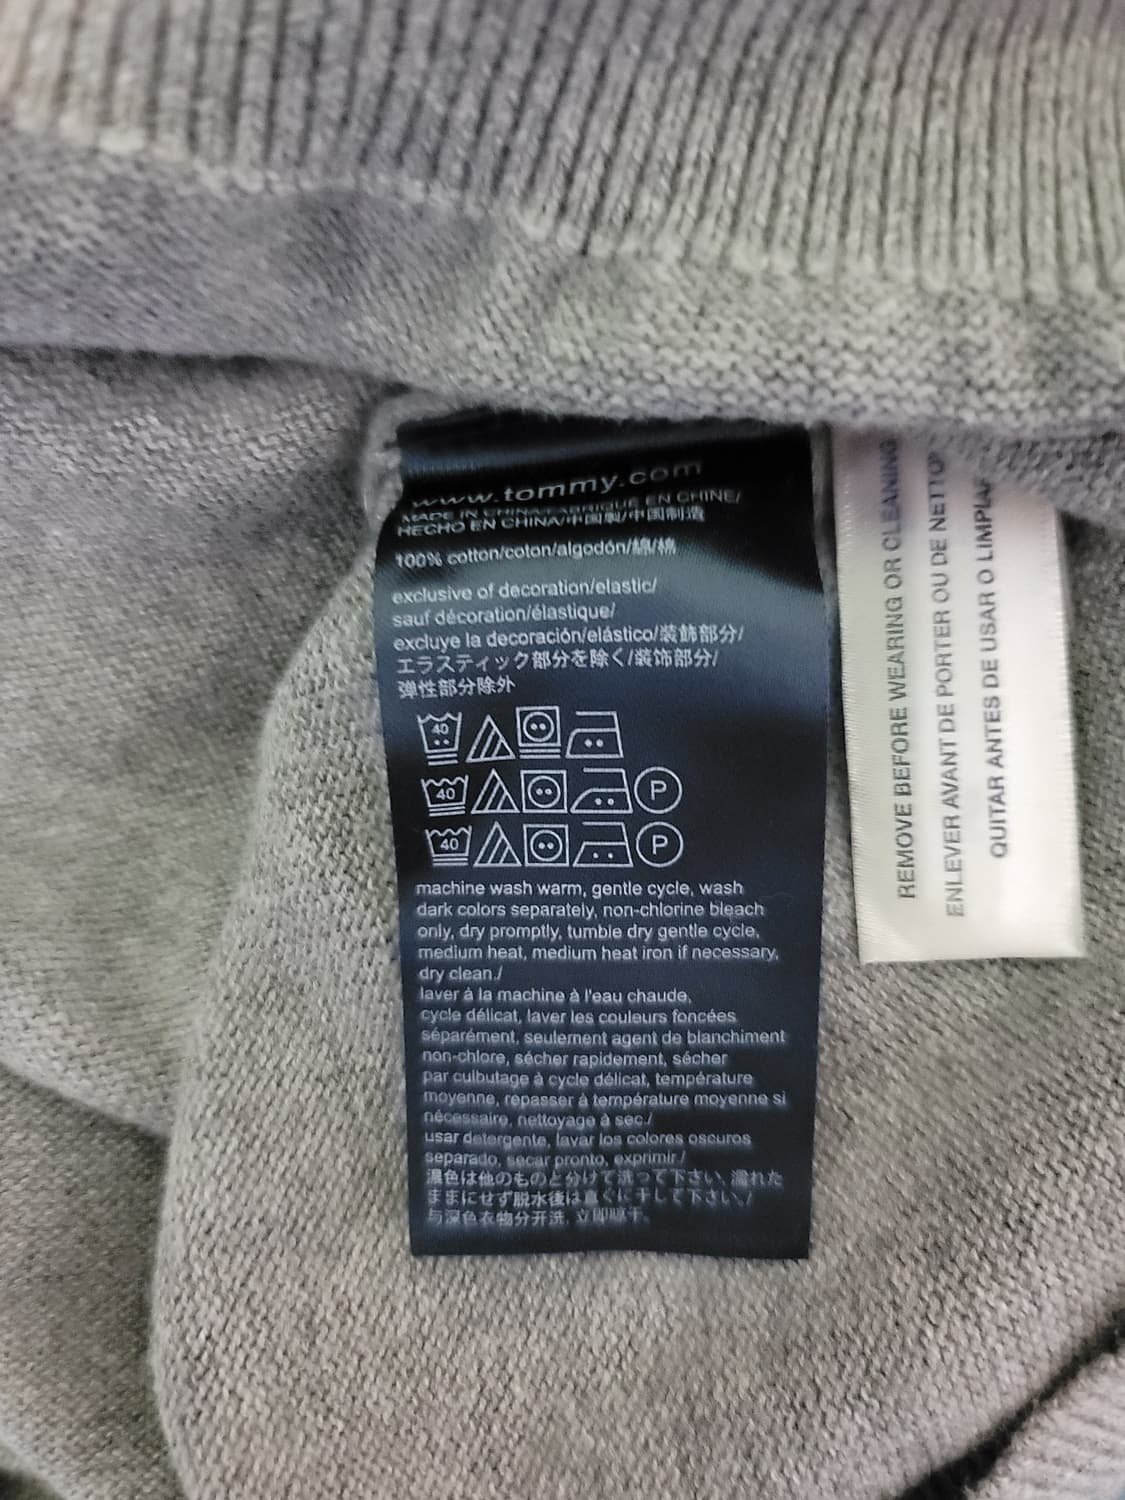 www.tommy.com
MADE IN CHINA/FABRIQUE EN CHINE/
HECHO EN CHINA/中国製/中国制造
100% cotton/coton/algodón/綿/棉
exclusive of decoration/elastic/
sauf décoration/élastique/
excluye la decoración/elástico/装飾部分/
エラスティック部分を除く/装饰部分/
弹性部分除外
40
40 P
40 P
machine wash warm, gentle cycle, wash
dark colors separately, non-chlorine bleach
only, dry promptly, tumble dry gentle cycle,
medium heat, medium heat iron if necessary,
dry clean./
laver à la machine à l'eau chaude,
cycle délicat, laver les couleurs foncées
séparément, seulement agent de blanchiment
non-chlore, sécher rapidement, sécher
par culbutage à cycle délicat, température
moyenne, repasser à température moyenne si
nécessaire, nettoyage à sec./
usar detergente, lavar los colores oscuros
separado, secar pronto, exprimir./
濃色は他のものと分けて洗って下さい, 濡れた
ままにせず脱水後は直ぐに干して下さい./
与深色衣物分开洗, 立即晾干.
REMOVE BEFORE WEARING OR CLEANING
ENLEVER AVANT DE PORTER OU DE
QUITAR ANTES DE USAR O